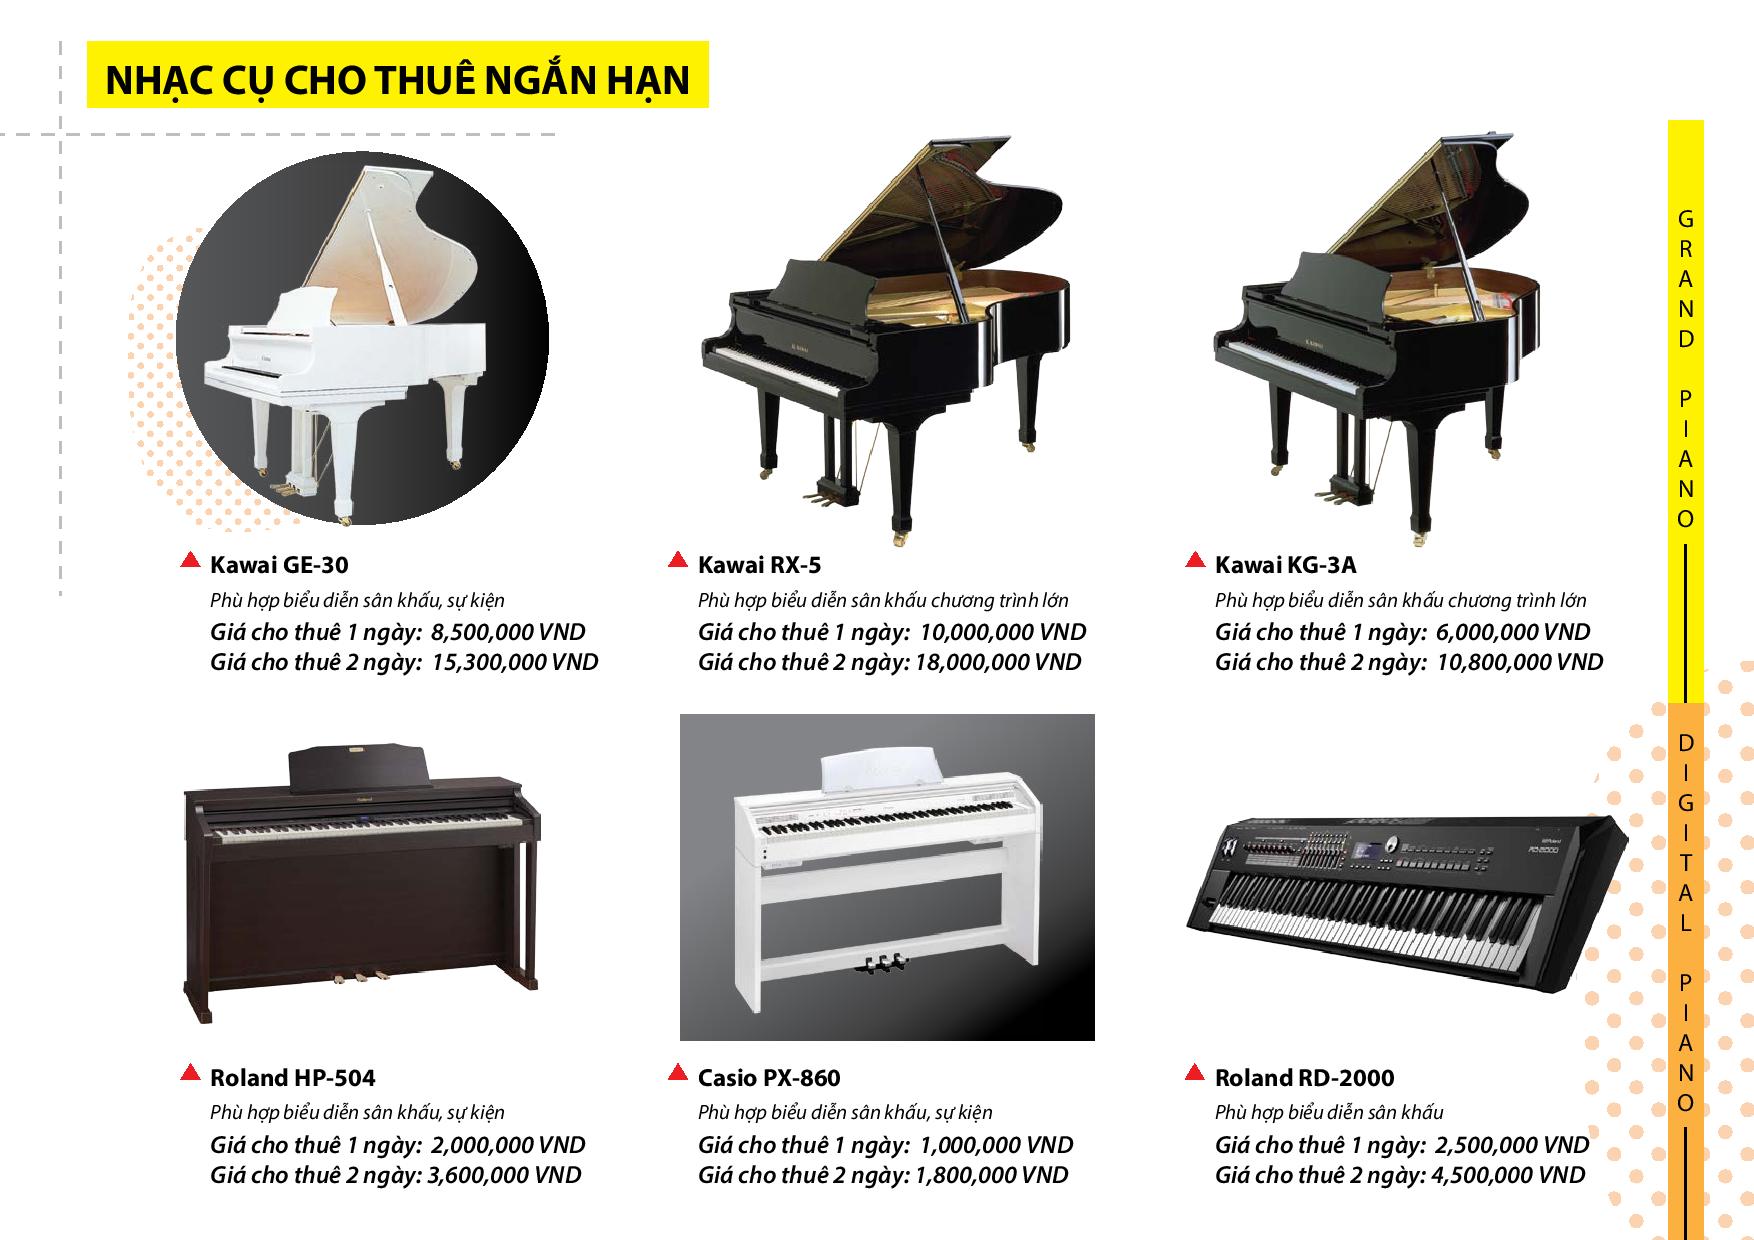 NHẠC CỤ CHO THUÊ NGẮN HẠN
K.KAWAI
K.KAWAI
Kawai GE-30
Phù hợp biểu diễn sân khấu, sự kiện
Giá cho thuê 1 ngày: 8,500,000 VND
Giá cho thuê 2 ngày: 15,300,000 VND
Kawai RX-5
Phù hợp biểu diễn sân khấu chương trình lớn
Giá cho thuê 1 ngày: 10,000,000 VND
Giá cho thuê 2 ngày: 18,000,000 VND
Kawai KG-3A
Phù hợp biểu diễn sân khấu chương trình lớn
Giá cho thuê 1 ngày: 6,000,000 VND
Giá cho thuê 2 ngày: 10,800,000 VND
GRAND PIANO
Roland
Roland
RD-2000
Roland HP-504
Phù hợp biểu diễn sân khấu, sự kiện
Giá cho thuê 1 ngày: 2,000,000 VND
Giá cho thuê 2 ngày: 3,600,000 VND
Casio PX-860
Phù hợp biểu diễn sân khấu, sự kiện
Giá cho thuê 1 ngày: 1,000,000 VND
Giá cho thuê 2 ngày: 1,800,000 VND
Roland RD-2000
Phù hợp biểu diễn sân khấu
Giá cho thuê 1 ngày: 2,500,000 VND
Giá cho thuê 2 ngày: 4,500,000 VND
DIGITAL PIANO